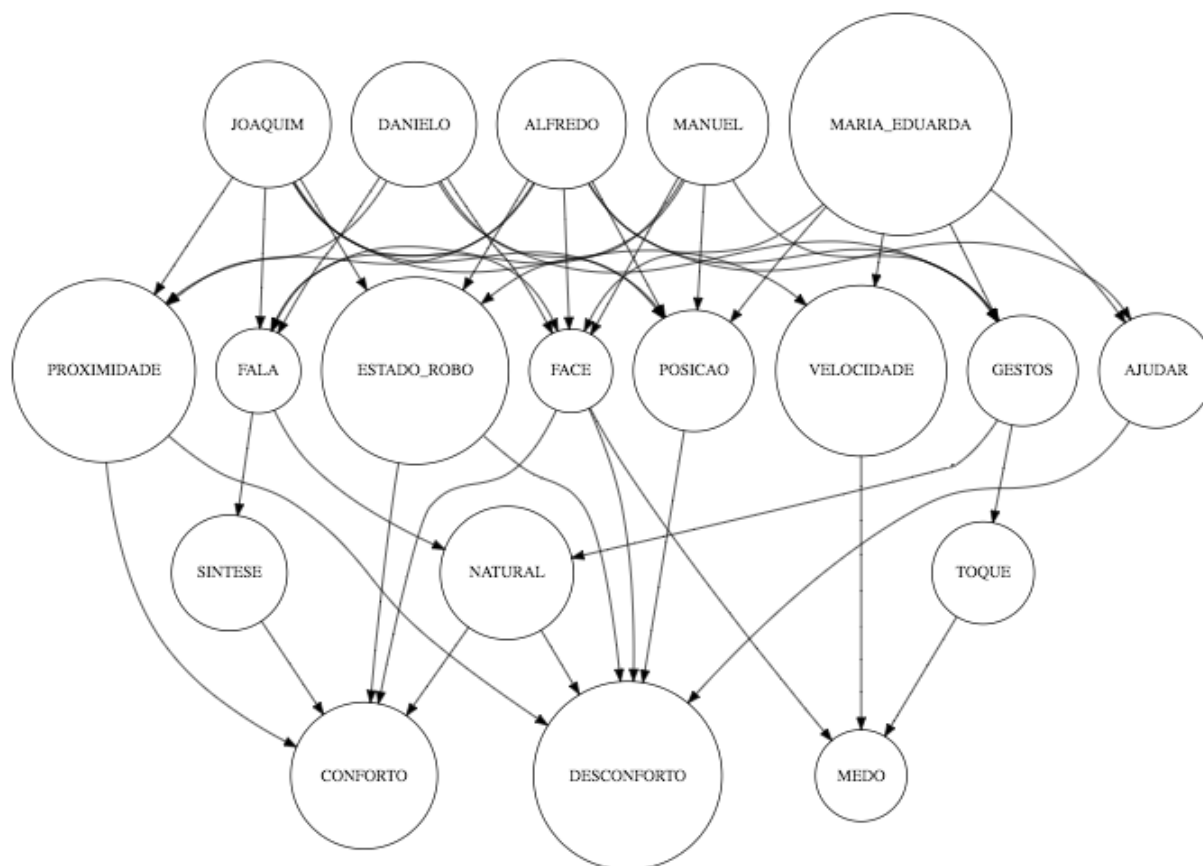 JOAQUIM
DANIELO
ALFREDO
MANUEL
MARIA_EDUARDA
PROXIMIDADE
FALA
ESTADO_ROBO
FACE
POSICAO
VELOCIDADE
GESTOS
AJUDAR
SINTESE
NATURAL
TOQUE
CONFORTO
DESCONFORTO
MEDO